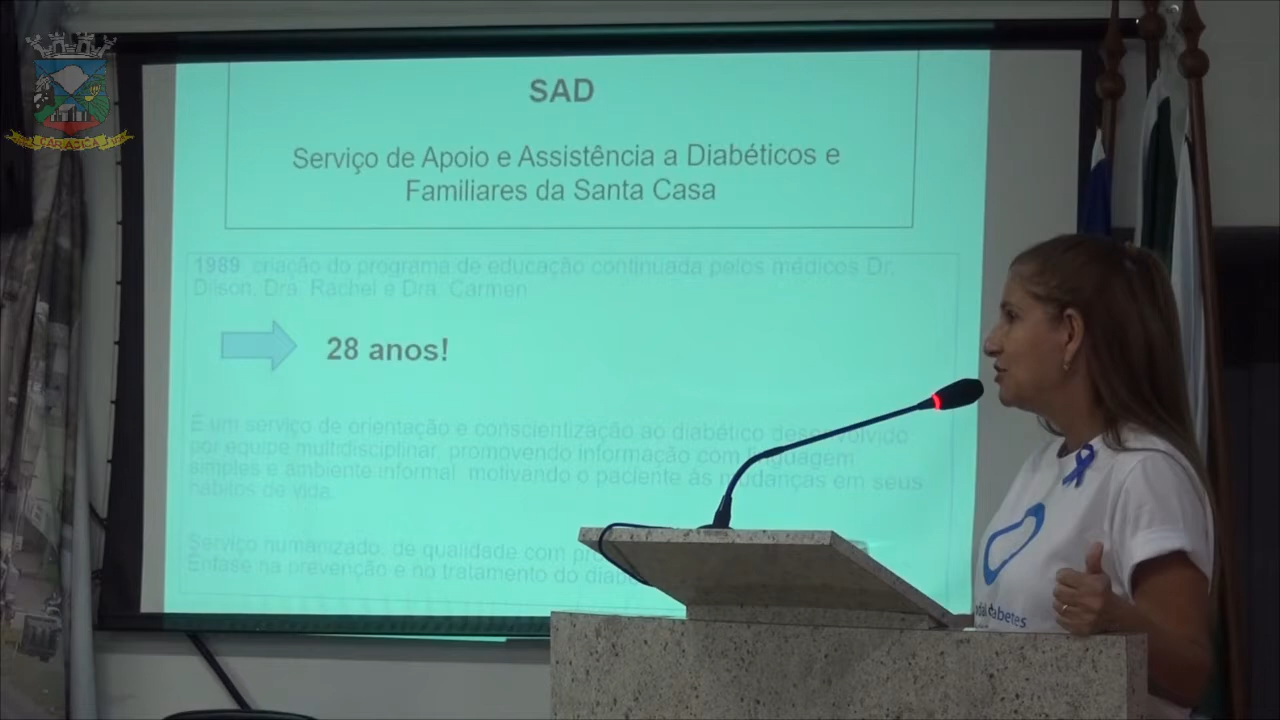 SAD
Serviço de Apoio e Assistência a Diabéticos e
Familiares da Santa Casa
1989: criação do programa de educação continuada pelos médicos Dr.
Dilson, Dra. Rachel e Dra. Carmen
28 anos!
É um serviço de orientação e conscientização ao diabético desenvolvido
por equipe multidisciplinar, promovendo informação com linguagem
simples e ambiente informal, motivando o paciente às mudanças em seus
hábitos de vida.
Serviço humanizado, de qualidade com
Ênfase na prevenção e no tratamento do